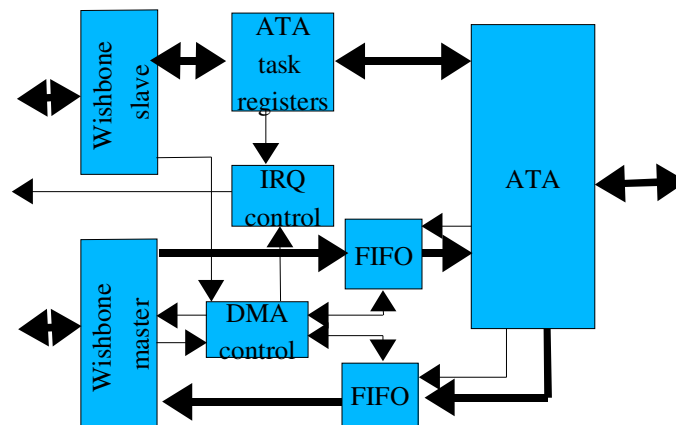 Wishbone
slave
ATA
task
registers
ATA
IRQ
control
FIFO
Wishbone
master
DMA
control
FIFO